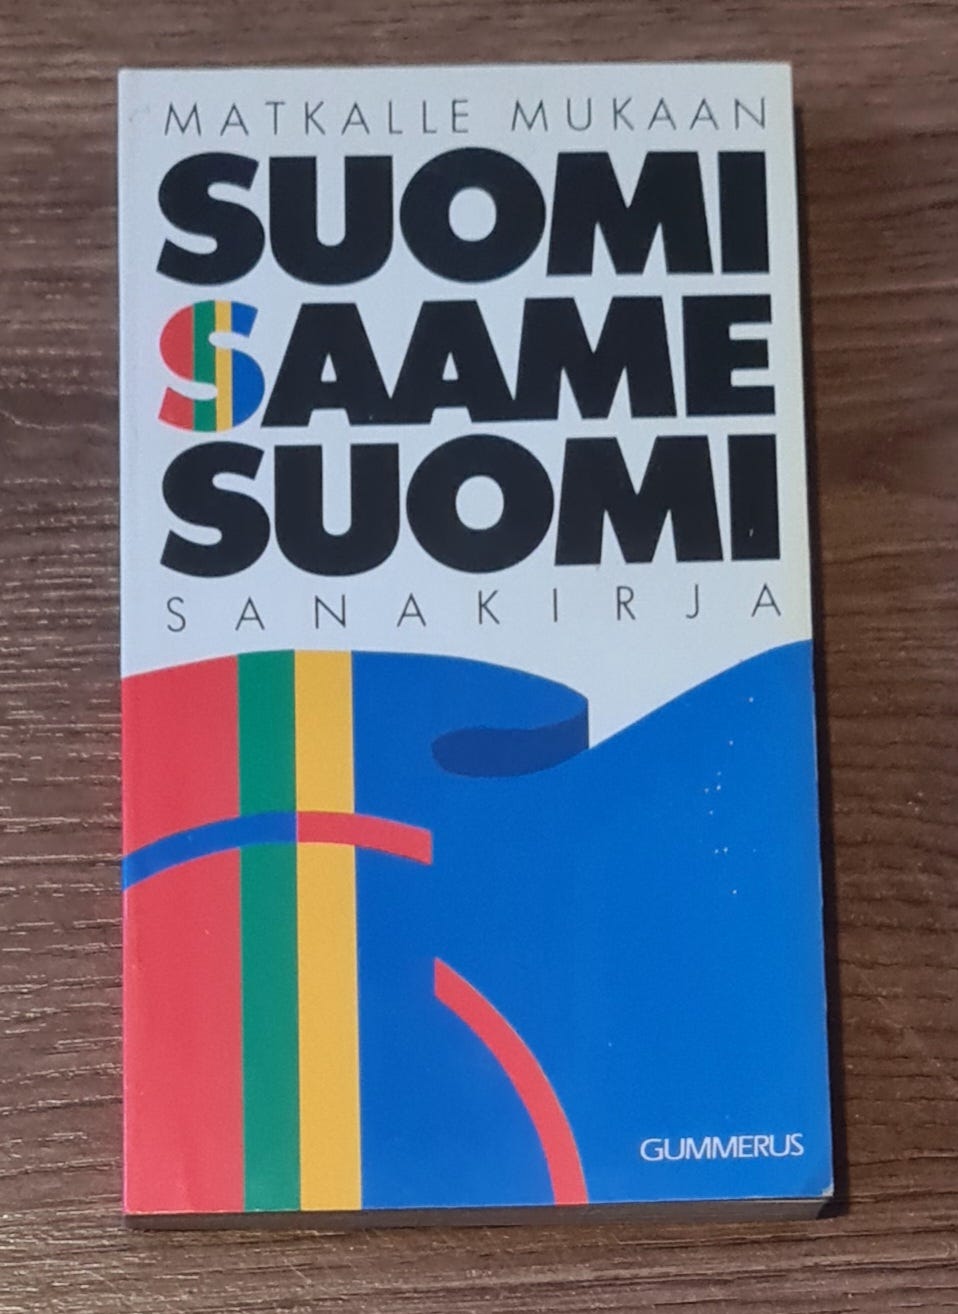 MATKALLE MUKAAN
SUOMI
SAAME
SUOMI
SANAKIRJA
GUMMERUS